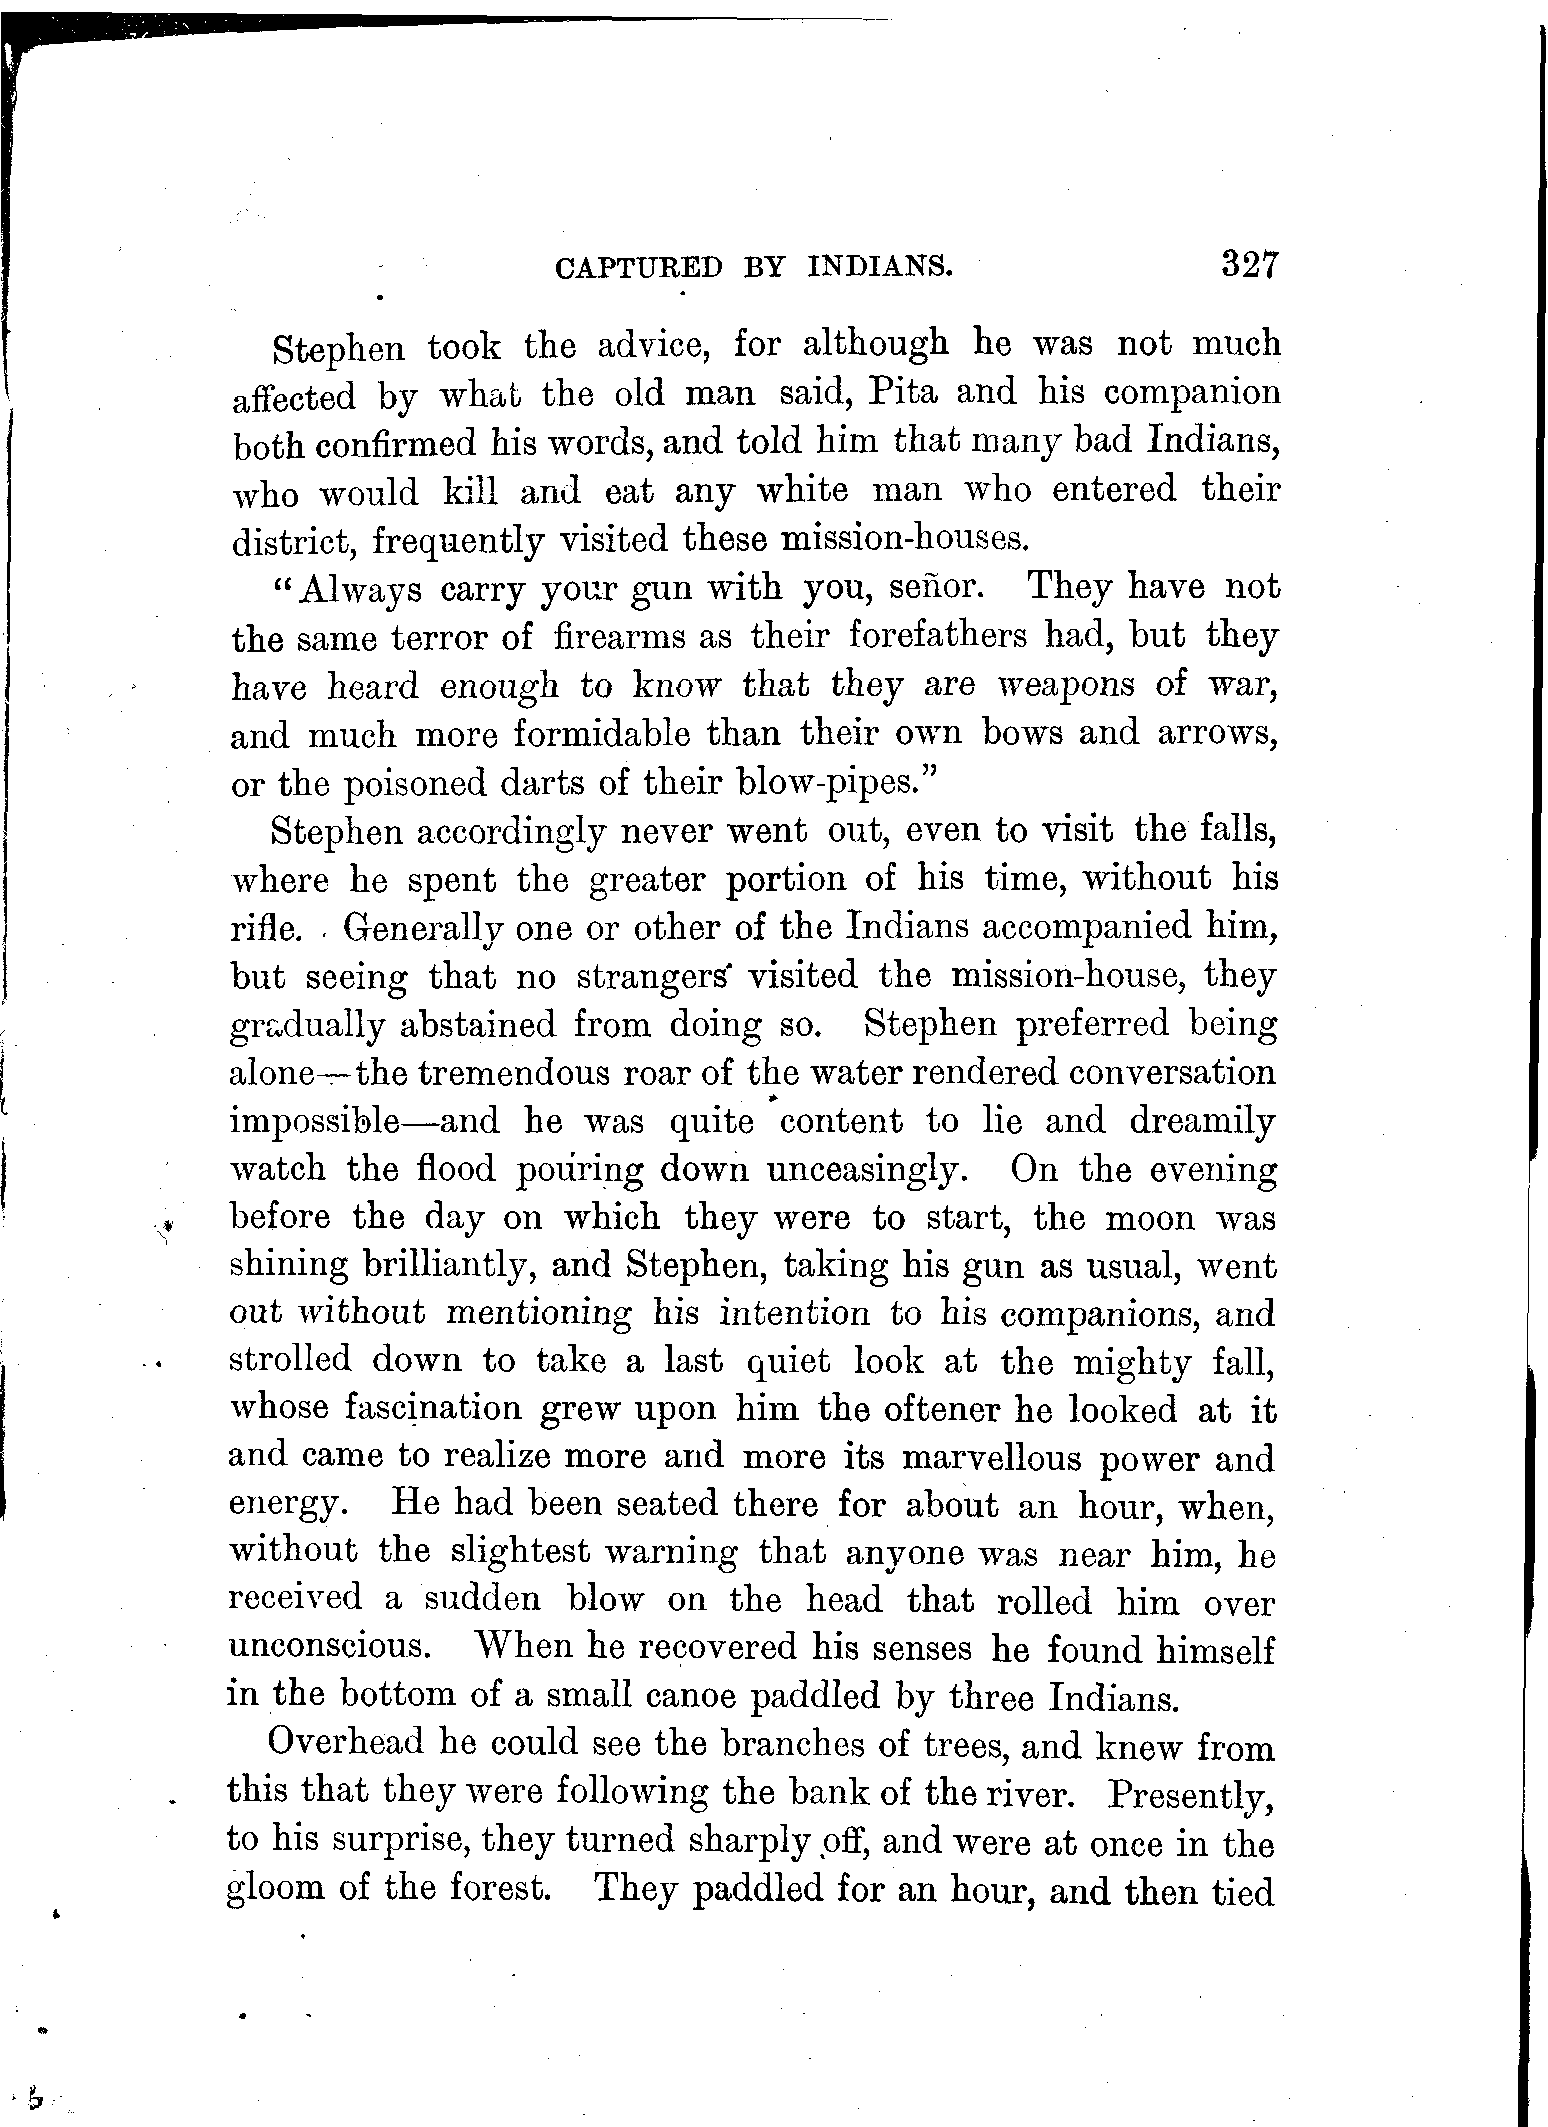 CAPTURED BY INDIANS. 327
Stephen took the advice, for although he was not much
affected by what the old man said, Pita and his companion
both confirmed his words, and told him that many bad Indians,
who would kill and eat any white man who entered their
district, frequently visited these mission-houses.
“Always carry your gun with you, señor. They have not
the same terror of firearms as their forefathers had, but they
have heard enough to know that they are weapons of war,
and much more formidable than their own bows and arrows,
or the poisoned darts of their blow-pipes.”
Stephen accordingly never went out, even to visit the falls,
where he spent the greater portion of his time, without his
rifle. Generally one or other of the Indians accompanied him,
but seeing that no strangers visited the mission-house, they
gradually abstained from doing so. Stephen preferred being
alone—the tremendous roar of the water rendered conversation
impossible—and he was quite content to lie and dreamily
watch the flood pouring down unceasingly. On the evening
before the day on which they were to start, the moon was
shining brilliantly, and Stephen, taking his gun as usual, went
out without mentioning his intention to his companions, and
strolled down to take a last quiet look at the mighty fall,
whose fascination grew upon him the oftener he looked at it
and came to realize more and more its marvellous power and
energy. He had been seated there for about an hour, when,
without the slightest warning that anyone was near him, he
received a sudden blow on the head that rolled him over
unconscious. When he recovered his senses he found himself
in the bottom of a small canoe paddled by three Indians.
Overhead he could see the branches of trees, and knew from
this that they were following the bank of the river. Presently,
to his surprise, they turned sharply off, and were at once in the
gloom of the forest. They paddled for an hour, and then tied